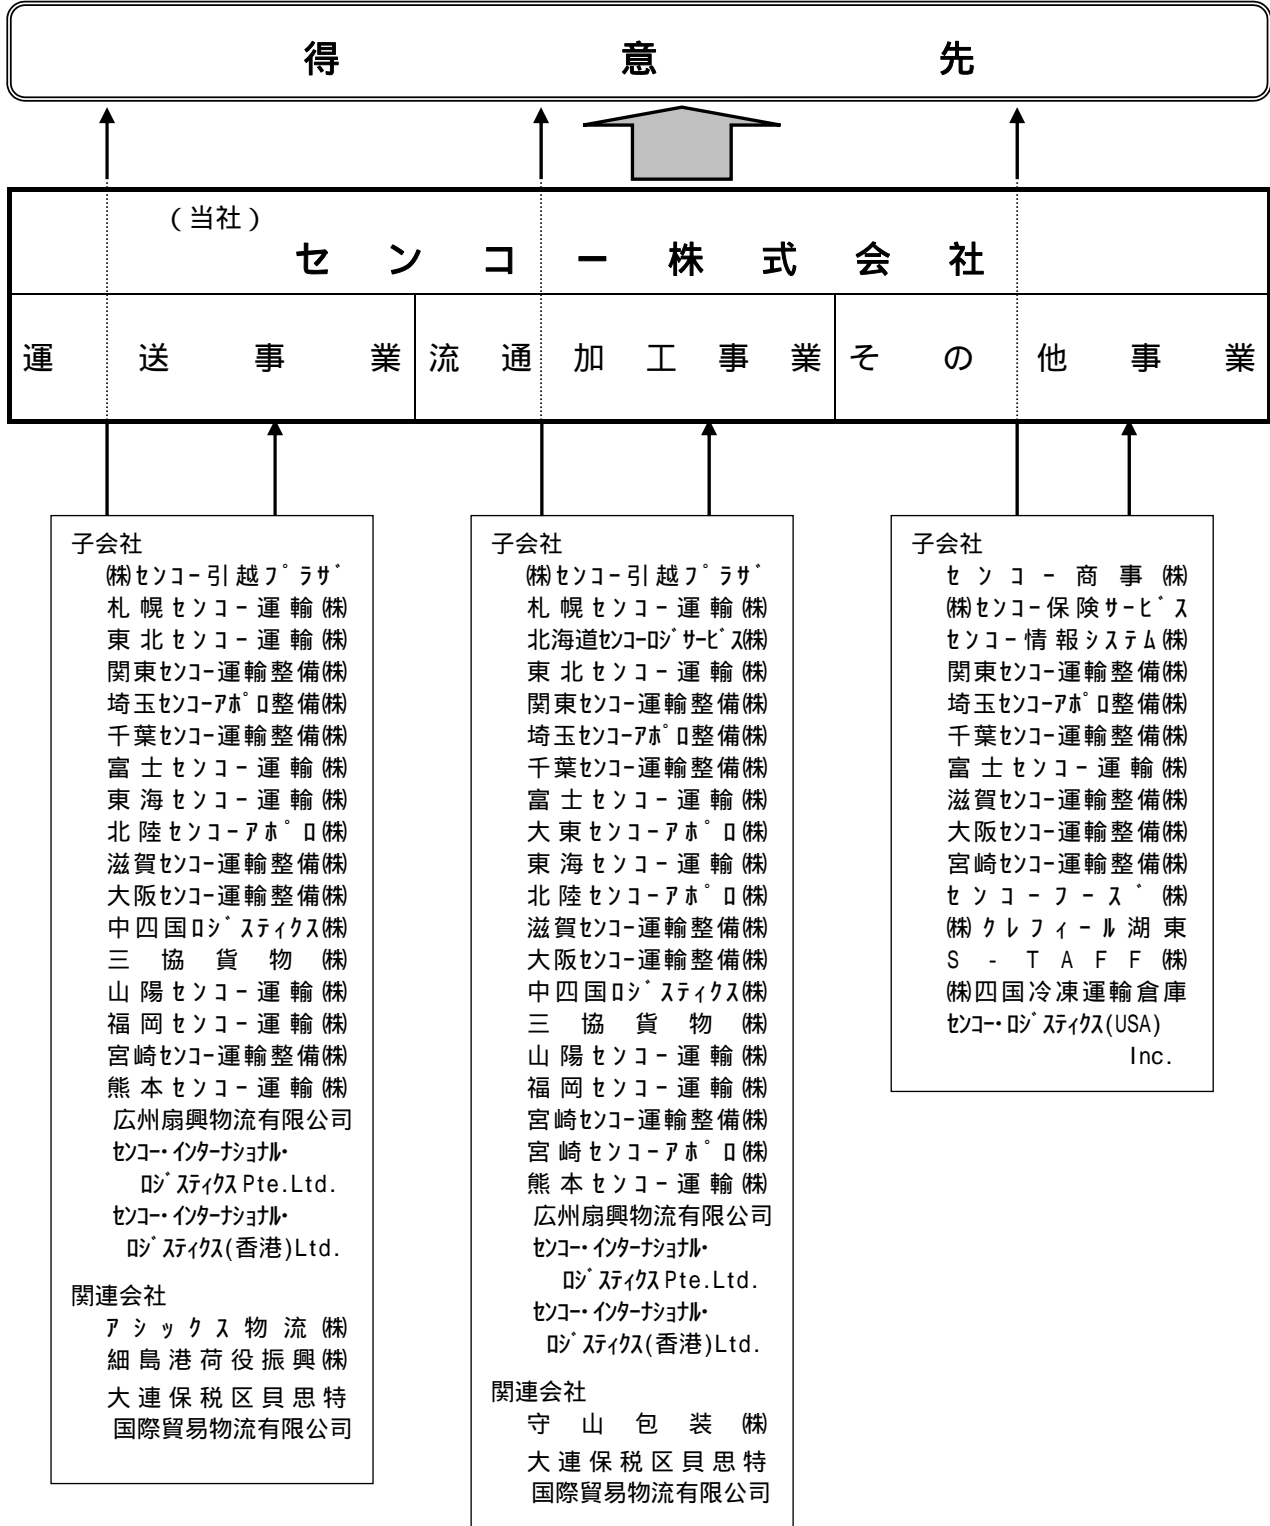 得意先
(当社)
センコー株式会社
運送事業
流通加工事業
その他事業
子会社
㈱センコー引越プラザ
札幌センコー運輸㈱
東北センコー運輸㈱
関東センコー運輸整備㈱
埼玉センコーアポロ整備㈱
千葉センコー運輸整備㈱
富士センコー運輸㈱
東海センコー運輸㈱
北陸センコーアポロ㈱
滋賀センコー運輸整備㈱
大阪センコー運輸整備㈱
中四国ロジスティクス㈱
三協貨物㈱
山陽センコー運輸㈱
福岡センコー運輸㈱
宮崎センコー運輸整備㈱
熊本センコー運輸㈱
広州扇興物流有限公司
センコー・インターナショナル・
ロジスティクスPte.Ltd.
センコー・インターナショナル・
ロジスティクス(香港)Ltd.
関連会社
アシックス物流㈱
細島港荷役振興㈱
大連保税区貝思特
国際貿易物流有限公司
子会社
㈱センコー引越プラザ
札幌センコー運輸㈱
北海道センコーロジサービス㈱
東北センコー運輸㈱
関東センコー運輸整備㈱
埼玉センコーアポロ整備㈱
千葉センコー運輸整備㈱
富士センコー運輸㈱
大東センコーアポロ㈱
東海センコー運輸㈱
北陸センコーアポロ㈱
滋賀センコー運輸整備㈱
大阪センコー運輸整備㈱
中四国ロジスティクス㈱
三協貨物㈱
山陽センコー運輸㈱
福岡センコー運輸㈱
宮崎センコー運輸整備㈱
宮崎センコーアポロ㈱
熊本センコー運輸㈱
広州扇興物流有限公司
センコー・インターナショナル・
ロジスティクスPte.Ltd.
センコー・インターナショナル・
ロジスティクス(香港)Ltd.
関連会社
守山包装㈱
大連保税区貝思特
国際貿易物流有限公司
子会社
センコー商事㈱
㈱センコー保険サービス
センコー情報システム㈱
関東センコー運輸整備㈱
埼玉センコーアポロ整備㈱
千葉センコー運輸整備㈱
富士センコー運輸㈱
滋賀センコー運輸整備㈱
大阪センコー運輸整備㈱
宮崎センコー運輸整備㈱
センコーフーズ㈱
㈱クレフィール湖東
S-TAFF㈱
㈱四国冷凍運輸倉庫
センコー・ロジスティクス(USA)
Inc.